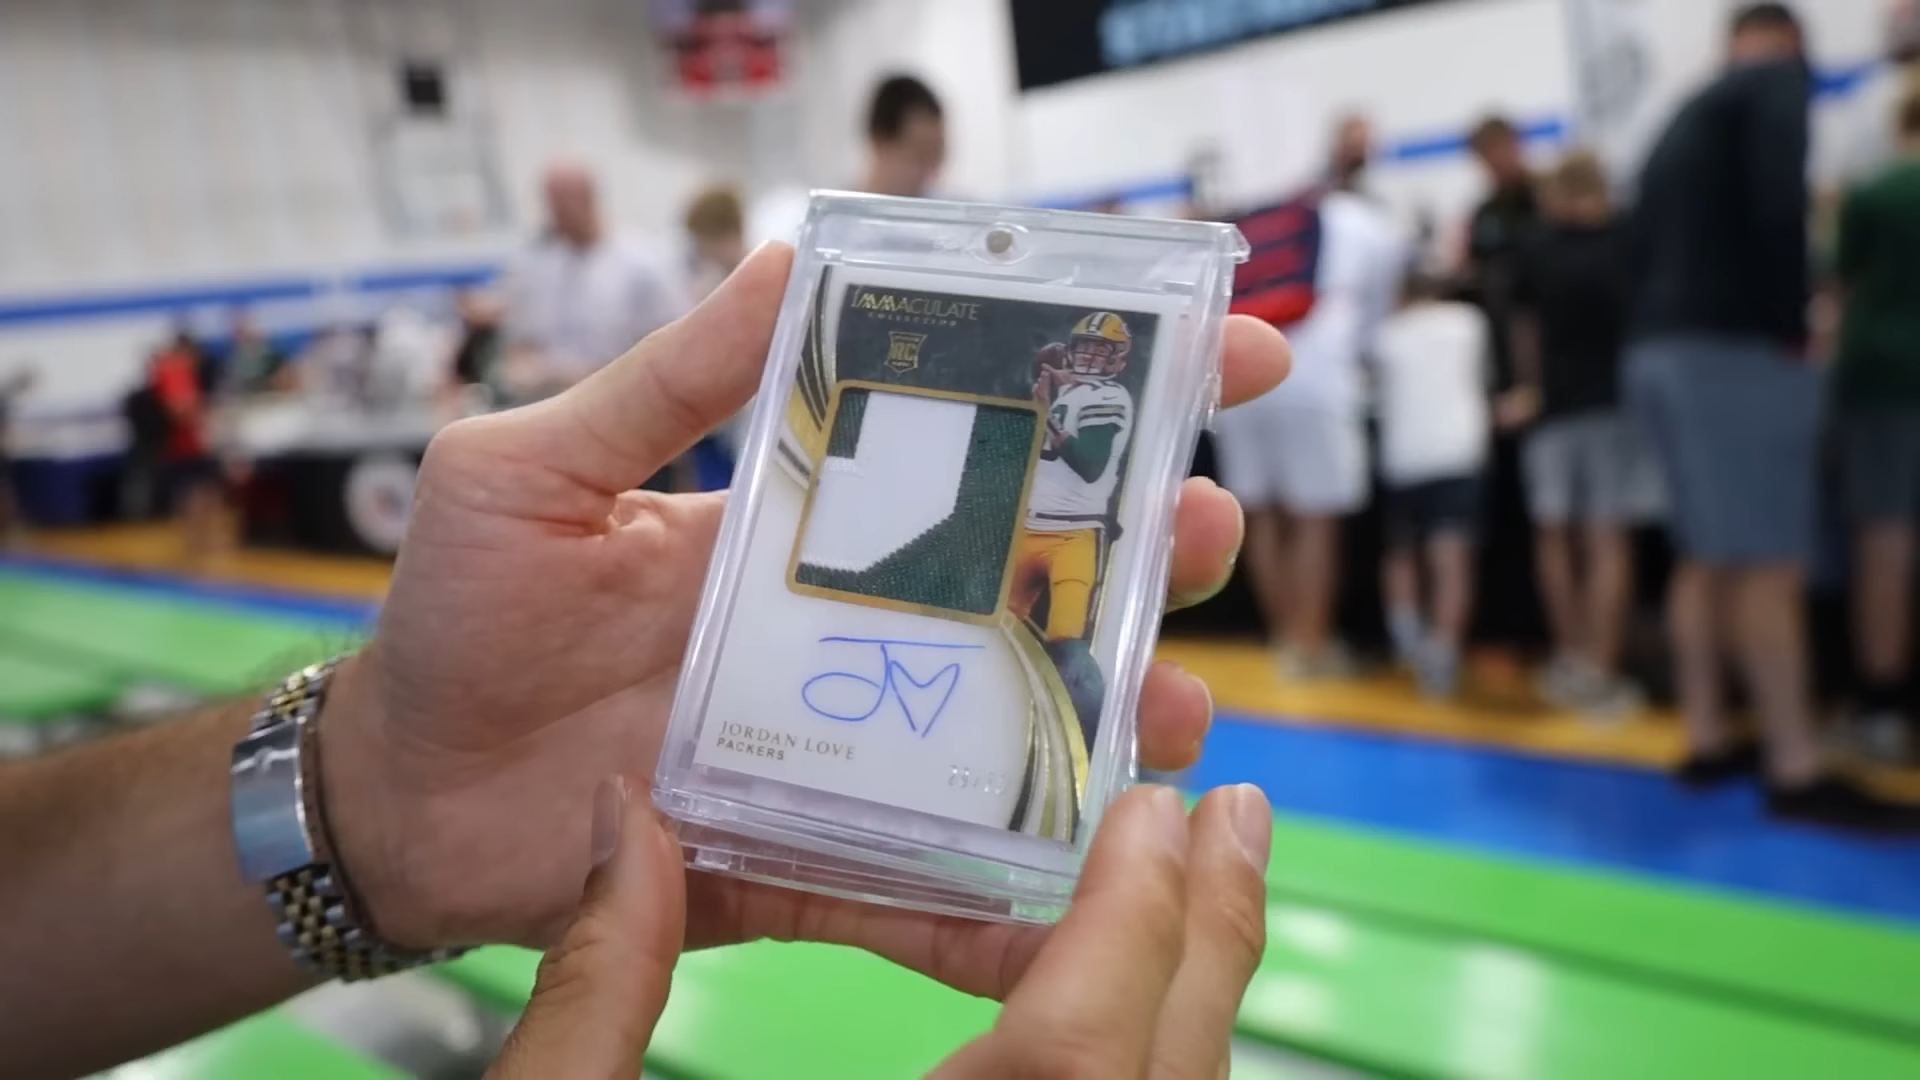 IMMACULATE
COLLECTION
RC
JORDAN LOVE
PACKERS